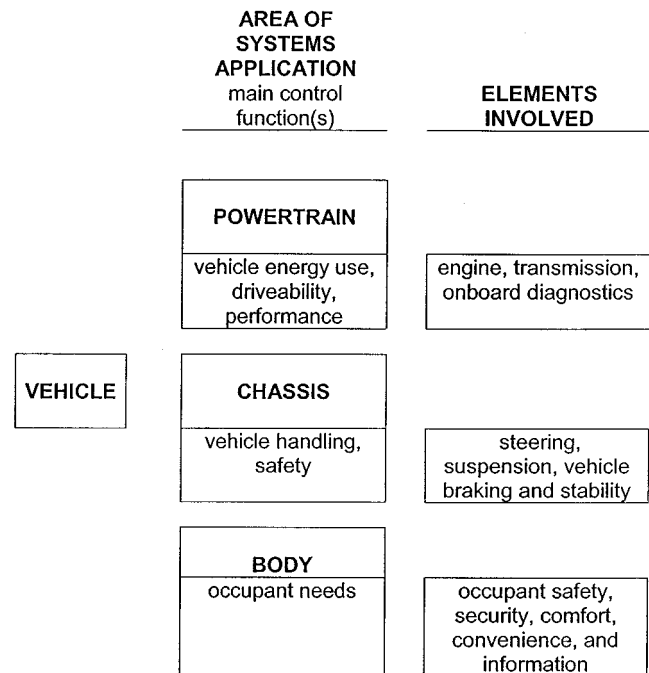 AREA OF
SYSTEMS
APPLICATION
main control
function(s)
ELEMENTS
INVOLVED
POWERTRAIN
vehicle energy use,
driveability,
performance
engine, transmission,
onboard diagnostics
VEHICLE
CHASSIS
vehicle handling,
safety
steering,
suspension, vehicle
braking and stability
BODY
occupant needs
occupant safety,
security, comfort,
convenience, and
information